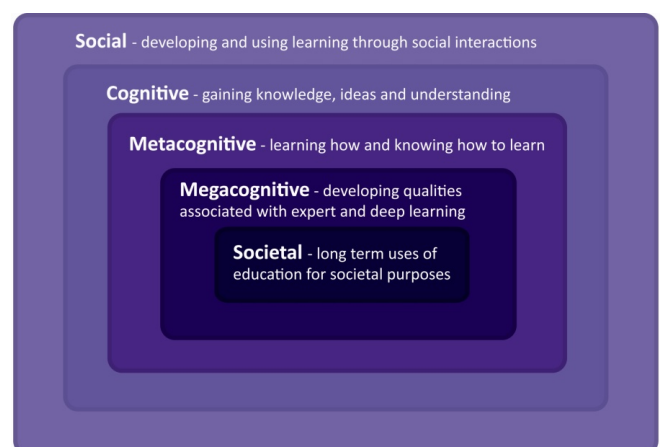 Social - developing and using learning through social interactions
Cognitive - gaining knowledge, ideas and understanding
Metacognitive - learning how and knowing how to learn
Megacognitive - developing qualities
associated with expert and deep learning
Societal - long term uses of
education for societal purposes